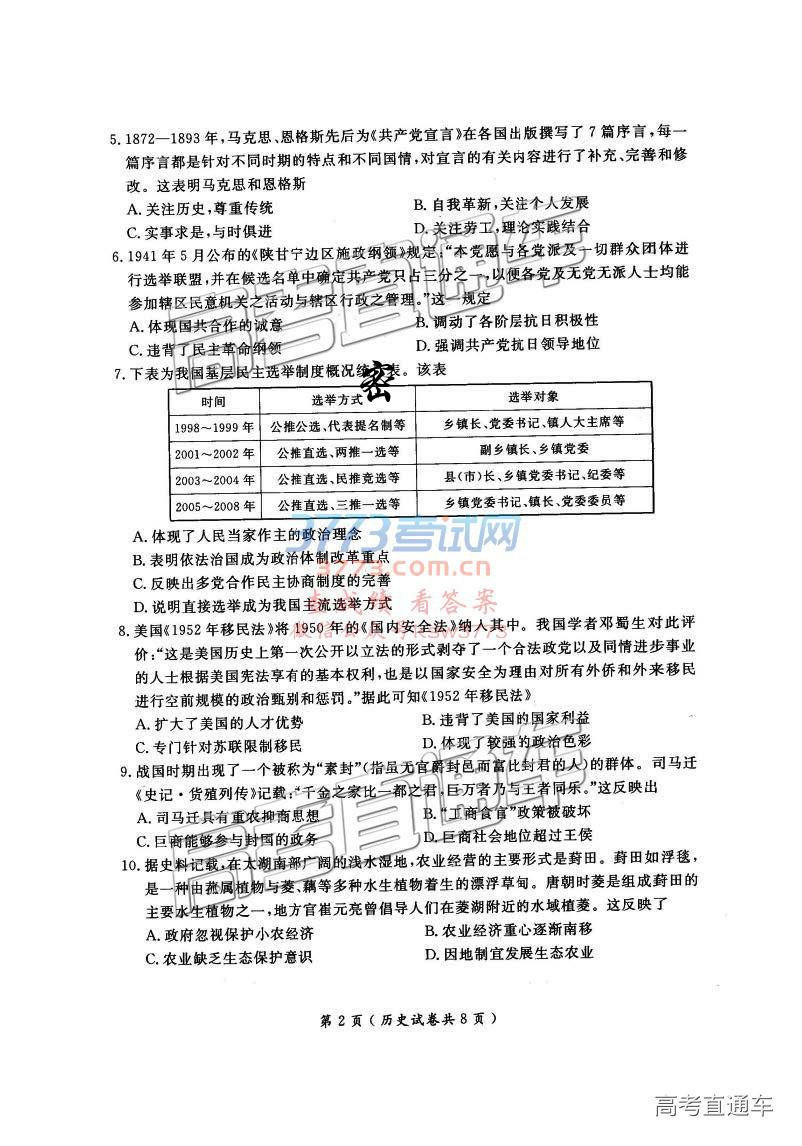 5. 1872—1893 年，马克思、恩格斯先后为《共产党宣言》在各国出版撰写了 7 篇序言，每一
篇序言都是针对不同时期的特点和不同国情，对宣言的有关内容进行了补充、完善和修
改。这表明马克思和恩格斯
A. 关注历史，尊重传统 B. 自我革新，关注个人发展
C. 实事求是，与时俱进 D. 关注劳工，理论实践结合
6. 1941 年 5 月公布的《陕甘宁边区施政纲领》规定：“本党愿与各党派及一切群众团体进
行选举联盟，并在候选名单中确定共产党只占三分之一，以便各党及无党无派人士均能
参加辖区民意机关之活动与辖区行政之管理。”这一规定
A. 体现国共合作的诚意 B. 调动了各阶层抗日积极性
C. 违背了民主革命纲领 D. 强调共产党抗日领导地位
7. 下表为我国基层民主选举制度概况统 密 表。该表
时间 选举方式 选举对象
1998～1999 年 公推公选、代表提名制等 乡镇长、党委书记、镇人大主席等
2001～2002 年 公推直选、两推一选等 副乡镇长、乡镇党委
2003～2004 年 公推直选、民推竞选等 县(市)长、乡镇党委书记、纪委等
2005～2008 年 公推直选、三推一选等 乡镇党委书记、镇长、党委委员等
A. 体现了人民当家作主的政治理念
B. 表明依法治国成为政治体制改革重点
C. 反映出多党合作民主协商制度的完善
D. 说明直接选举成为我国主流选举方式
3773考试网
3773.com.cn
查成绩 看答案
微信公众号KSW3773
8. 美国《1952 年移民法》将 1950 年的《国内安全法》纳入其中。我国学者邓蜀生对此评
价：“这是美国历史上第一次公开以立法的形式剥夺了一个合法政党以及同情进步事业
的人士根据美国宪法享有的基本权利，也是以国家安全为理由对所有外侨和外来移民
进行空前规模的政治甄别和惩罚。”据此可知《1952 年移民法》
A. 扩大了美国的人才优势 B. 违背了美国的国家利益
C. 专门针对苏联限制移民 D. 体现了较强的政治色彩
9. 战国时期出现了一个被称为“素封”(指虽无官爵封邑而富比封君的人)的群体。司马迁
《史记·货殖列传》记载：“千金之家比一都之君，巨万者乃与王者同乐。”这反映出
A. 司马迁具有重农抑商思想 B. “工商食官”政策被破坏
C. 巨商能够参与封国的政务 D. 巨商社会地位超过王侯
10. 据史料记载，在太湖南部广阔的浅水湿地，农业经营的主要形式是葑田。葑田如浮毯，
是一种由菰属植物与菱、藕等多种水生植物着生的漂浮草甸。唐朝时菱是组成葑田的
主要水生植物之一，地方官崔元亮曾倡导人们在菱湖附近的水域植菱。这反映了
A. 政府忽视保护小农经济 B. 农业经济重心逐渐南移
C. 农业缺乏生态保护意识 D. 因地制宜发展生态农业
第 2 页（历史试卷共 8 页）
高考直通车
高考直通车
高考直通车